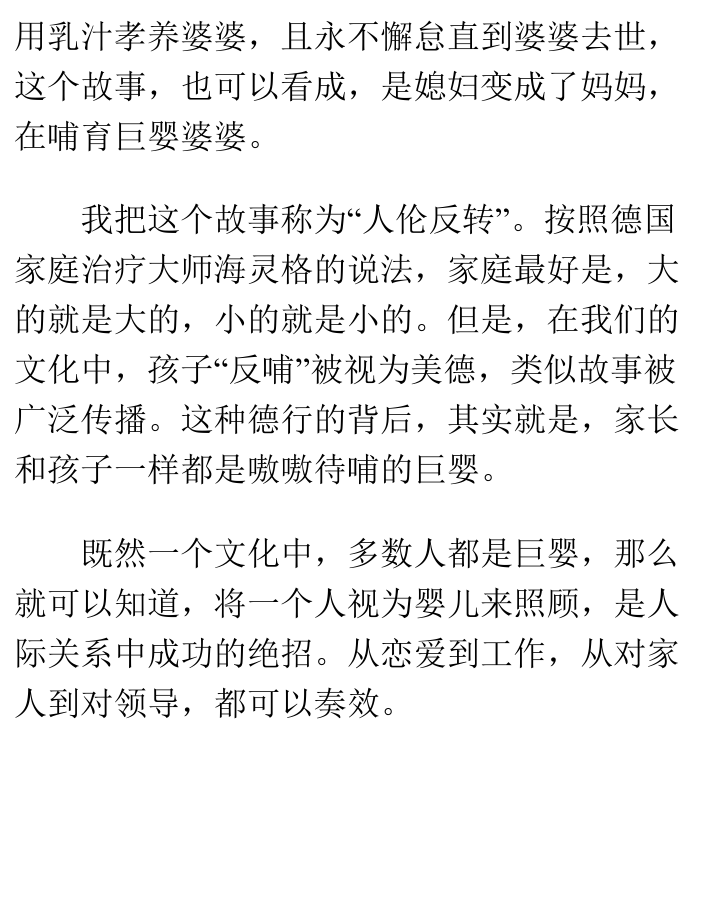 用乳汁孝养婆婆，且永不懈怠直到婆婆去世，
这个故事，也可以看成，是媳妇变成了妈妈，
在哺育巨婴婆婆。
我把这个故事称为“人伦反转”。按照德国
家庭治疗大师海灵格的说法，家庭最好是，大
的就是大的，小的就是小的。但是，在我们的
文化中，孩子“反哺”被视为美德，类似故事被
广泛传播。这种德行的背后，其实就是，家长
和孩子一样都是嗷嗷待哺的巨婴。
既然一个文化中，多数人都是巨婴，那么
就可以知道，将一个人视为婴儿来照顾，是人
际关系中成功的绝招。从恋爱到工作，从对家
人到对领导，都可以奏效。